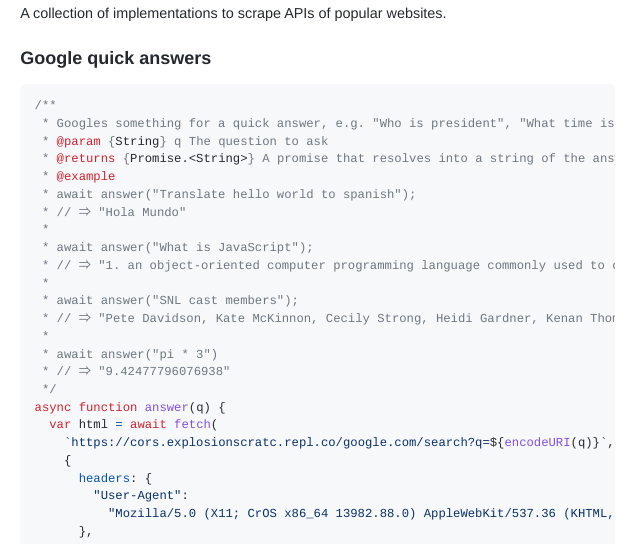 A collection of implementations to scrape APIs of popular websites.
Google quick answers
/**
 * Googles something for a quick answer, e.g. "Who is president", "What time is
 * @param {String} q The question to ask
 * @returns {Promise.<String>} A promise that resolves into a string of the
 * @example
 * await answer("Translate hello world to spanish");
 * // ⇒ "Hola Mundo"
 *
 * await answer("What is JavaScript");
 * // ⇒ "1. an object-oriented computer programming language commonly used to
 *
 * await answer("SNL cast members");
 * // ⇒ "Pete Davidson, Kate McKinnon, Cecily Strong, Heidi Gardner, Kenan
 *
 * await answer("pi * 3")
 * // ⇒ "9.42477796076938"
 */
async function answer(q) {
  var html = await fetch(
    `https://cors.explosionscratc.repl.co/google.com/search?q=${encodeURI(q)}`,
    {
      headers: {
        "User-Agent":
          "Mozilla/5.0 (X11; CrOS x86_64 13982.88.0) AppleWebKit/537.36 (KHTML,
      },